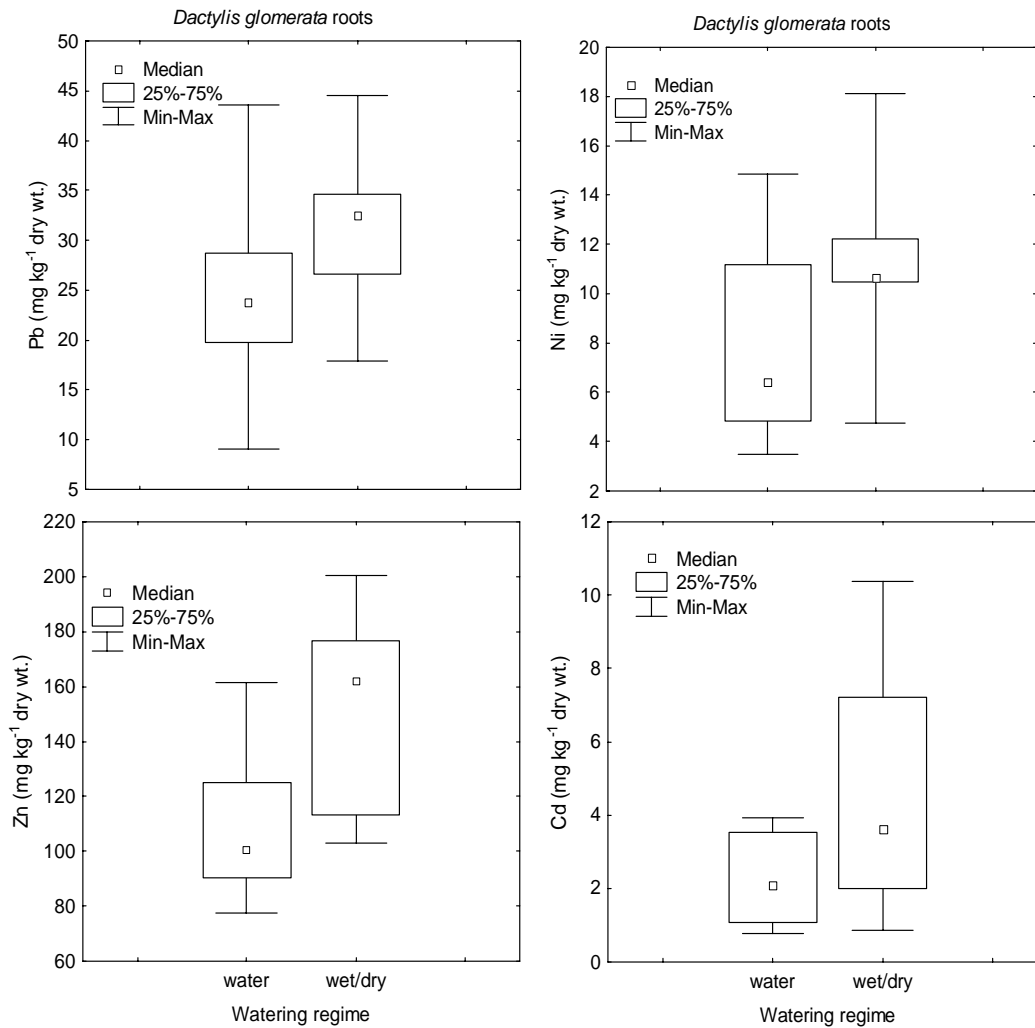 Dactylis glomerata roots
50
45
40
35
30
25
20
15
10
5
Pb (mg kg⁻¹ dry wt.)
Median
25%-75%
Min-Max
Dactylis glomerata roots
20
18
16
14
12
10
8
6
4
2
Ni (mg kg⁻¹ dry wt.)
Median
25%-75%
Min-Max
220
200
180
160
140
120
100
80
60
Zn (mg kg⁻¹ dry wt.)
Median
25%-75%
Min-Max
water wet/dry
Watering regime
12
10
8
6
4
2
0
Cd (mg kg⁻¹ dry wt.)
Median
25%-75%
Min-Max
water wet/dry
Watering regime